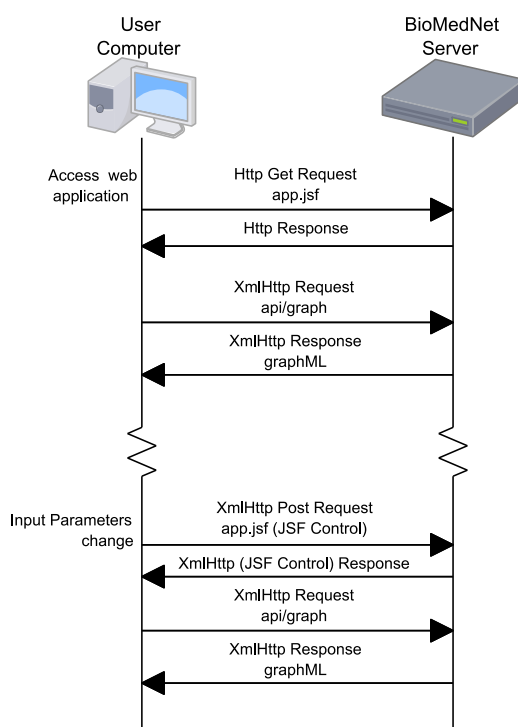 User
Computer
BioMedNet
Server
Access web
application
Http Get Request
app.jsf
Http Response
XmlHttp Request
api/graph
XmlHttp Response
graphML
Input Parameters
change
XmlHttp Post Request
app.jsf (JSF Control)
XmlHttp (JSF Control) Response
XmlHttp Request
api/graph
XmlHttp Response
graphML